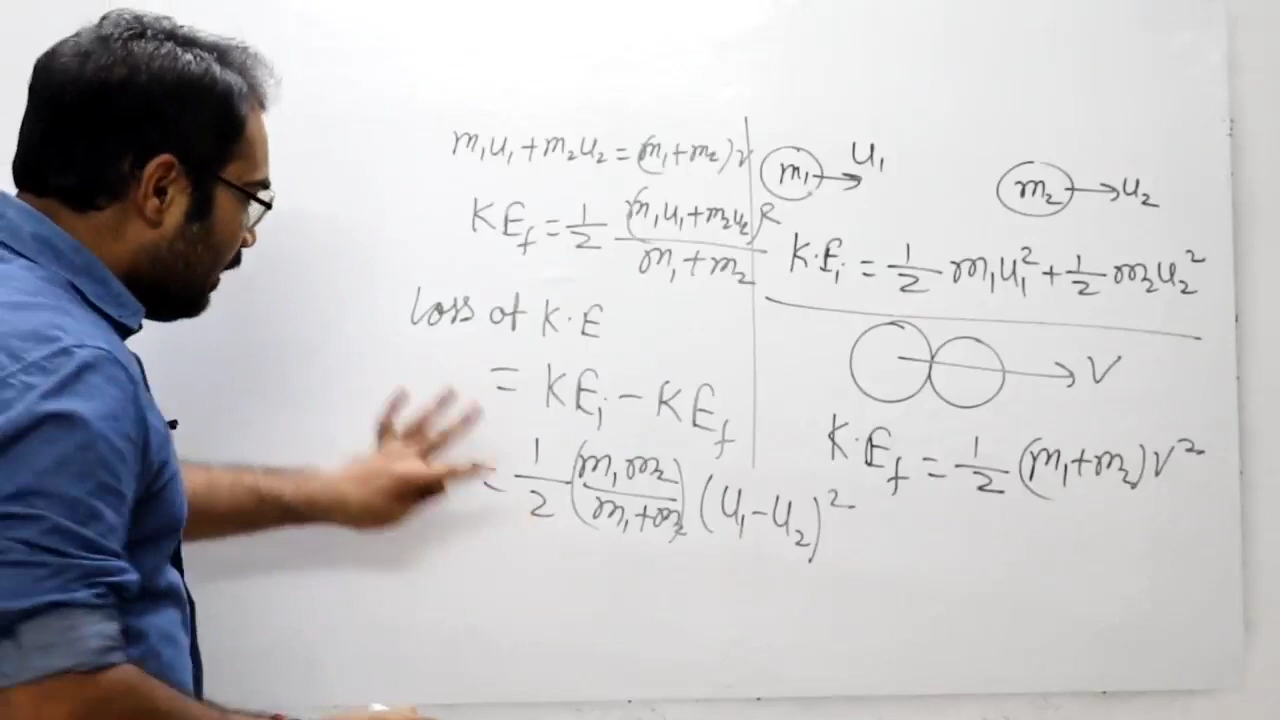 m₁u₁+m₂u₂=(m₁+m₂)v
KE_f = 1/2 (m₁u₁+m₂u₂)²/(m₁+m₂)
loss of K.E
= KE_i - KE_f
= 1/2 (m₁m₂/(m₁+m₂)) (u₁-u₂)²
m₁ → u₁
m₂ → u₂
K.E_i = 1/2 m₁u₁² + 1/2 m₂u₂²
V
K.E_f = 1/2 (m₁+m₂)v²